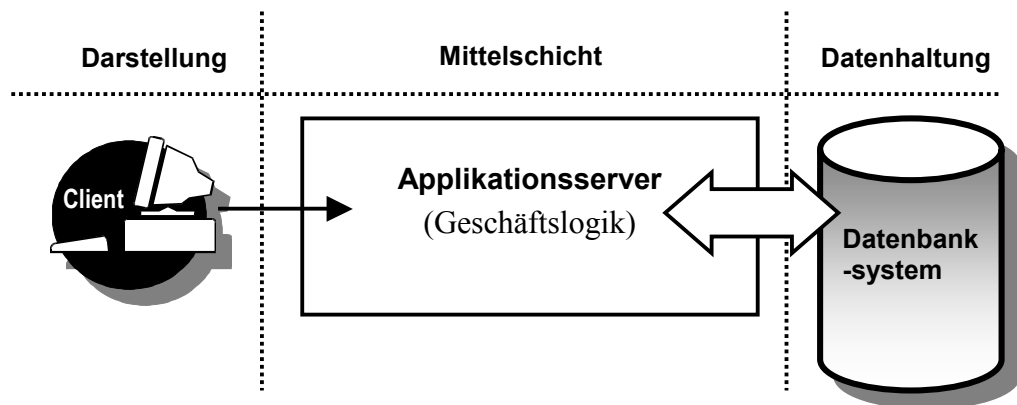 Darstellung
Mittelschicht
Datenhaltung
Client
Applikationsserver
(Geschäftslogik)
Datenbank
-system